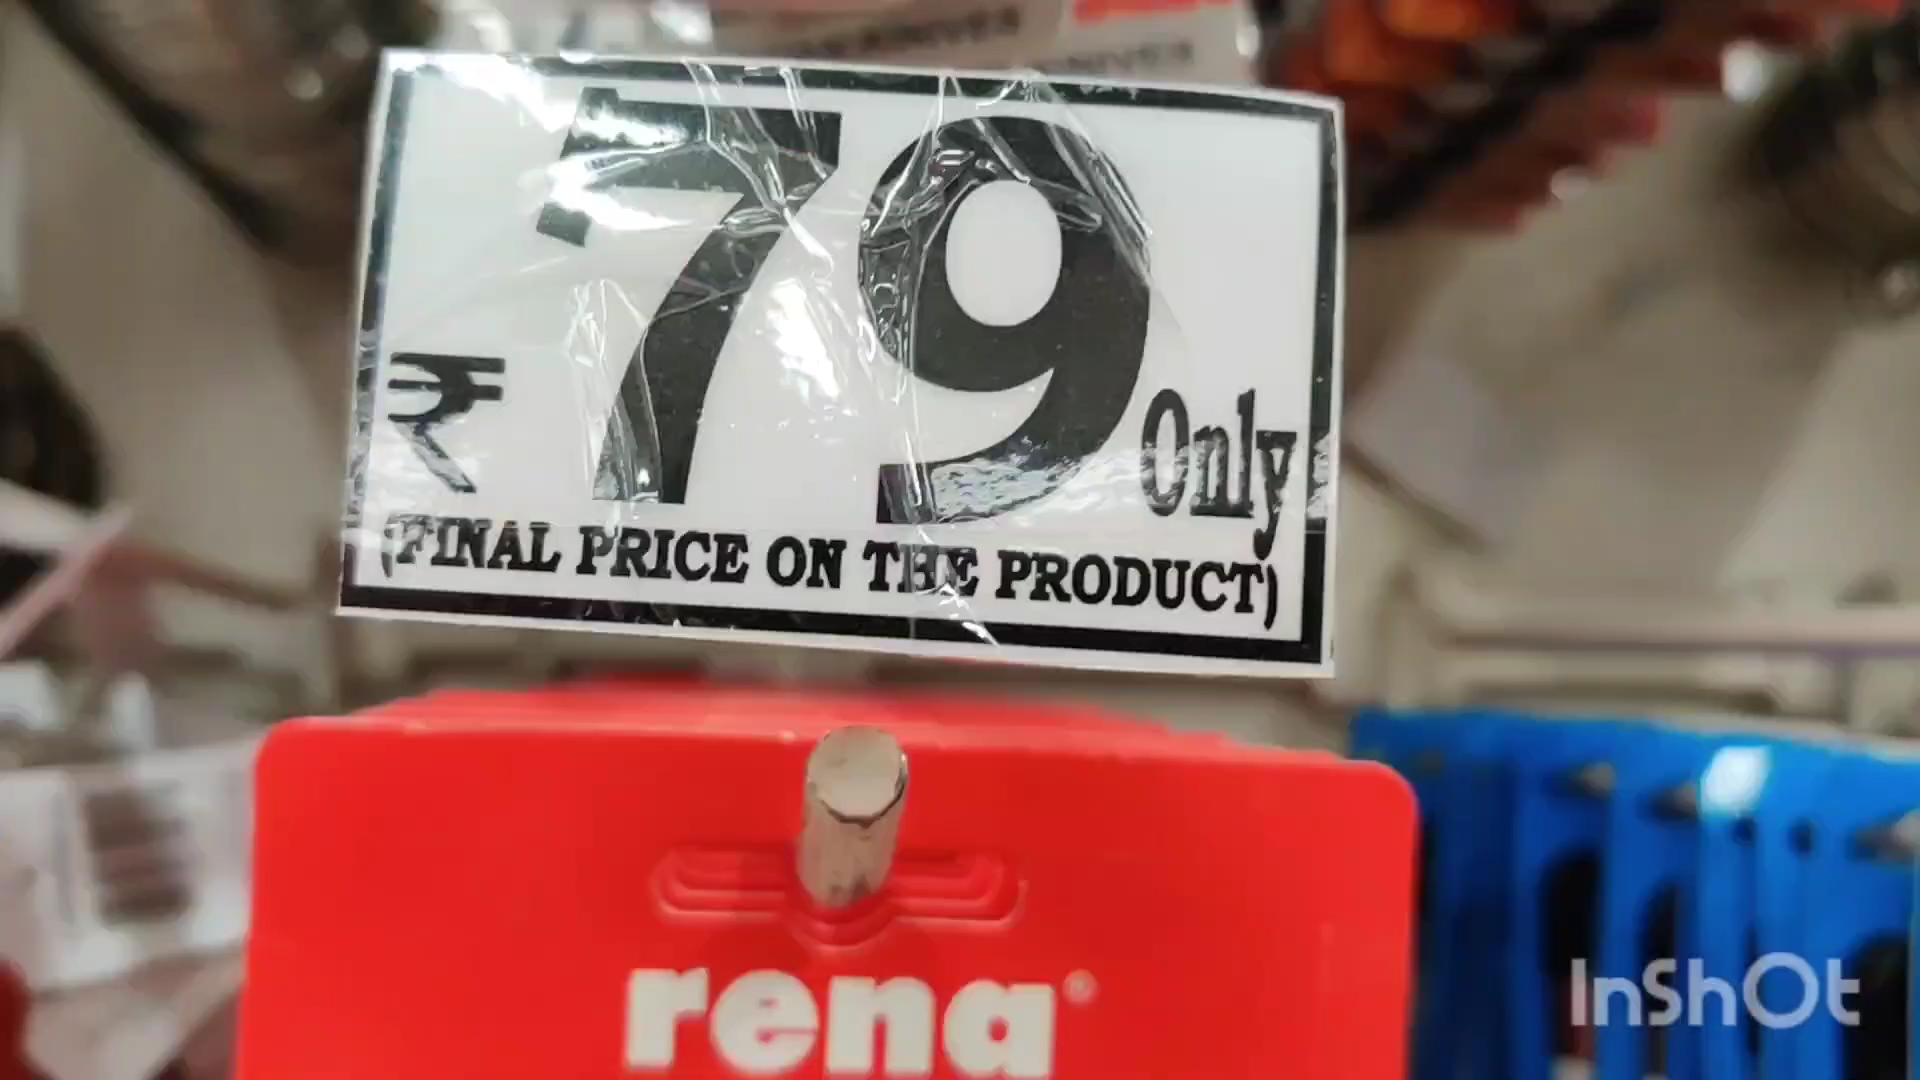 ₹ 79 Only
(FINAL PRICE ON THE PRODUCT)
rena®
InShOt